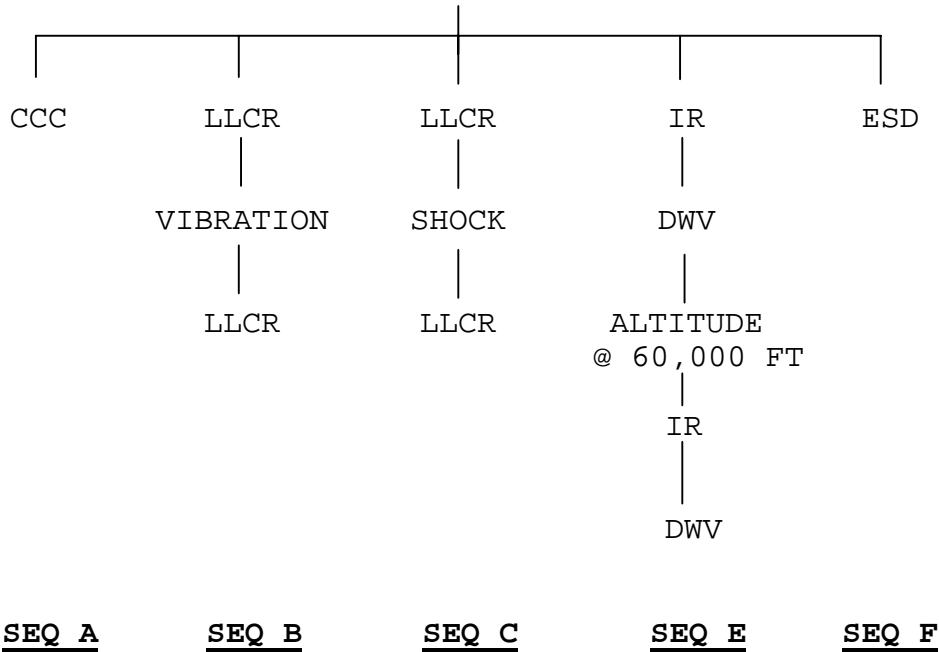 CCC LLCR LLCR IR ESD
VIBRATION SHOCK DWV
LLCR LLCR ALTITUDE
@ 60,000 FT
IR
DWV
SEQ A SEQ B SEQ C SEQ E SEQ F